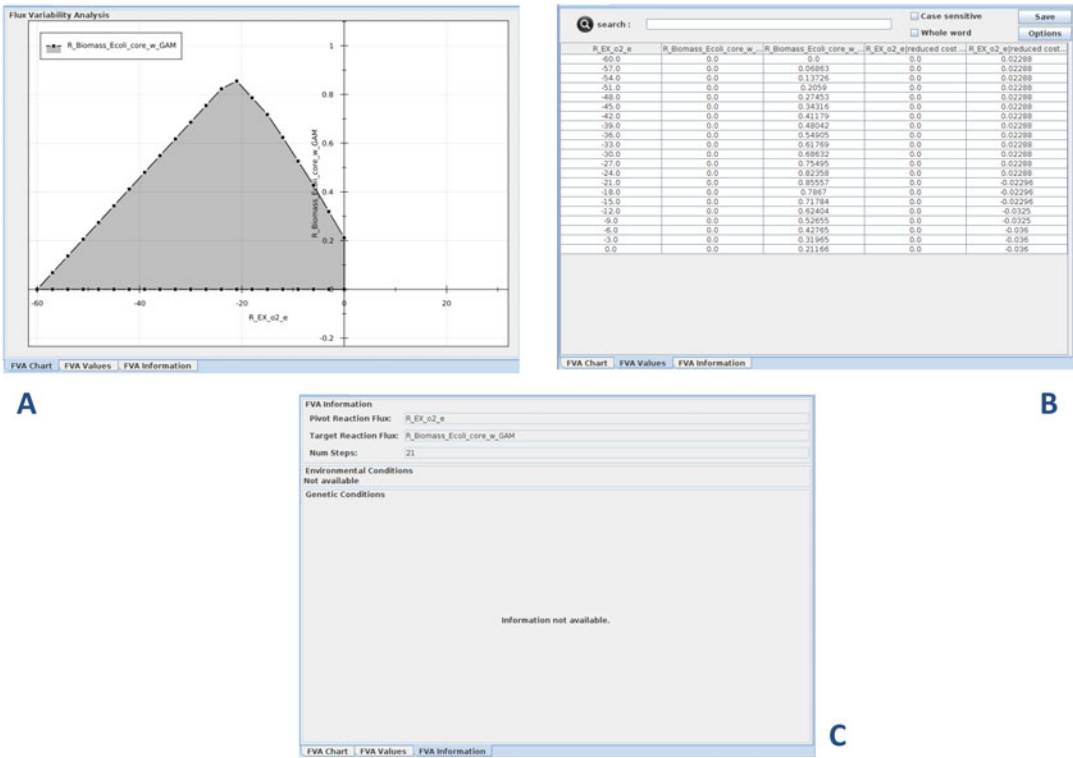 Flux Variability Analysis
R_Biomass_Ecoli_core_w_GAM
1
0.8
0.6
0.4
0.2
-0.2
R_Biomass_Ecoli_core_w_GAM
-60
-40
-20
0
20
R_EX_o2_e
FVA Chart FVA Values FVA Information
A
search :
Case sensitive
Whole word
Save
Options
R_EX_o2_e R_Biomass_Ecoli_core_w_... R_Biomass_Ecoli_core_w_... R_EX_o2_e(reduced cost ... R_EX_o2_e(reduced cost...
-60.0 0.0 0.0 0.0 0.02288
-57.0 0.0 0.06863 0.0 0.02288
-54.0 0.0 0.13726 0.0 0.02288
-51.0 0.0 0.2059 0.0 0.02288
-48.0 0.0 0.27453 0.0 0.02288
-45.0 0.0 0.34316 0.0 0.02288
-42.0 0.0 0.41179 0.0 0.02288
-39.0 0.0 0.48042 0.0 0.02288
-36.0 0.0 0.54905 0.0 0.02288
-33.0 0.0 0.61769 0.0 0.02288
-30.0 0.0 0.68632 0.0 0.02288
-27.0 0.0 0.75495 0.0 0.02288
-24.0 0.0 0.82358 0.0 0.02288
-21.0 0.0 0.85557 0.0 -0.02296
-18.0 0.0 0.7867 0.0 -0.02296
-15.0 0.0 0.71784 0.0 -0.02296
-12.0 0.0 0.62404 0.0 -0.0325
-9.0 0.0 0.52655 0.0 -0.0325
-6.0 0.0 0.42765 0.0 -0.036
-3.0 0.0 0.31965 0.0 -0.036
0.0 0.0 0.21166 0.0 -0.036
FVA Chart FVA Values FVA Information
B
FVA Information
Pivot Reaction Flux: R_EX_o2_e
Target Reaction Flux: R_Biomass_Ecoli_core_w_GAM
Num Steps: 21
Environmental Conditions
Not available
Genetic Conditions
Information not available.
FVA Chart FVA Values FVA Information
C